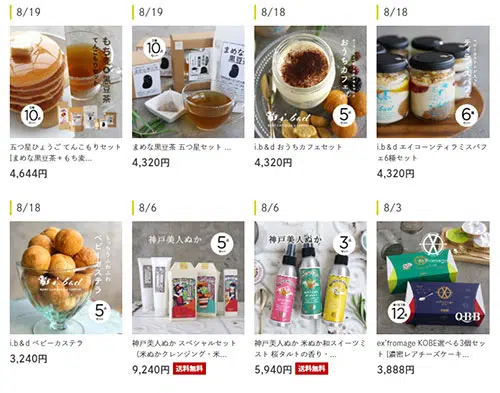 8/19
8/19
8/18
8/18
もち麦&黒豆茶
てんこもりセット
10
五つ星ひょうご てんこもりセット
[まめな黒豆茶+もち麦...
4,644円
10
まめな黒豆茶
まめな黒豆茶 五つ星セット ...
4,320円
おうちカフェ
i.b&d
5
i.b&d おうちカフェセット
4,320円
6
i.b&d エイコーンティラミスパフ
ェ6種セット
4,320円
8/18
8/6
8/6
8/3
ベビーカステラ
i.b&d
5
i.b&d ベビーカステラ
3,240円
神戸美人ぬか
5
神戸美人ぬか スペシャルセット
(米ぬかクレンジング・米...
9,240円 送料無料
神戸美人ぬか
3
神戸美人ぬか 米ぬか和スイーツミ
スト 桜タルトの香り・...
5,940円 送料無料
EX
fromage
12
OBB
ex'fromage KOBE選べる3個セッ
ト [濃密レアチーズケーキ...
3,888円